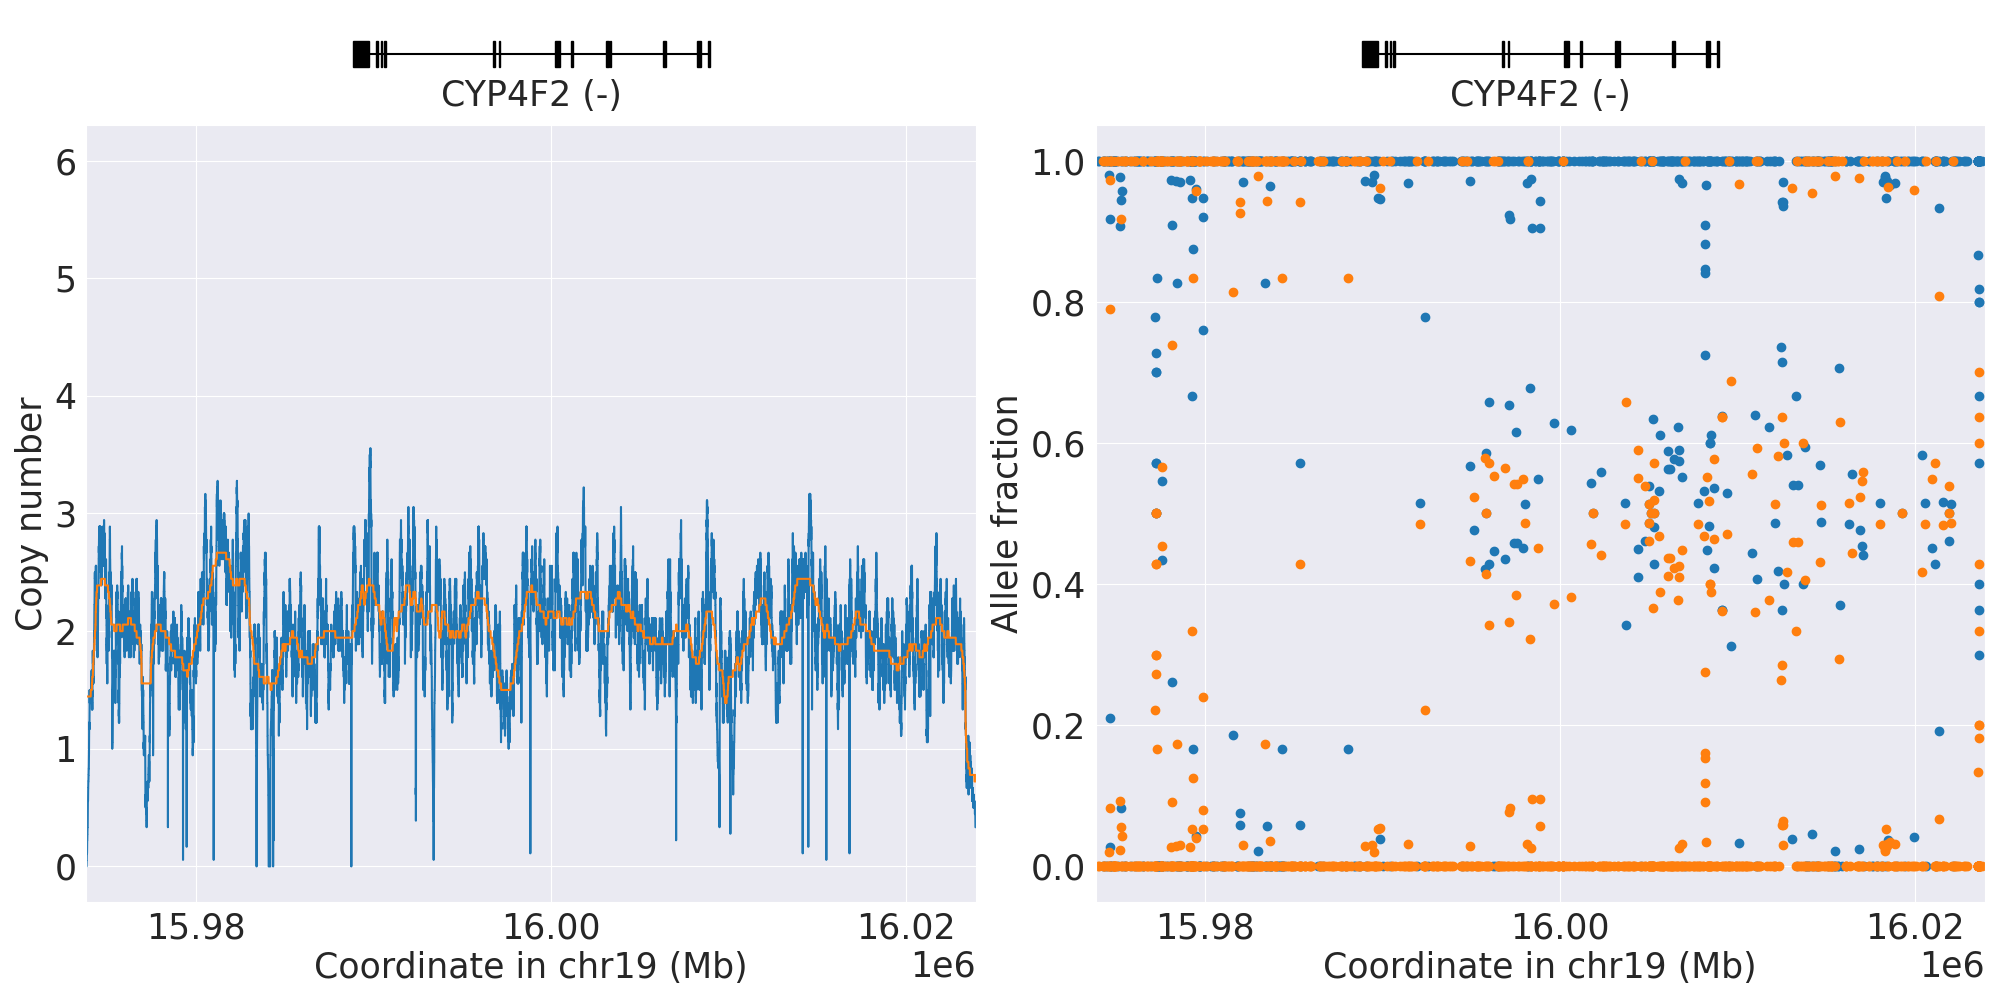 CYP4F2 (-)
6
5
4
3
2
1
0
Copy number
15.98
16.00
16.02
Coordinate in chr19 (Mb)
1e6
CYP4F2 (-)
1.0
0.8
0.6
0.4
0.2
0.0
Allele fraction
15.98
16.00
16.02
Coordinate in chr19 (Mb)
1e6